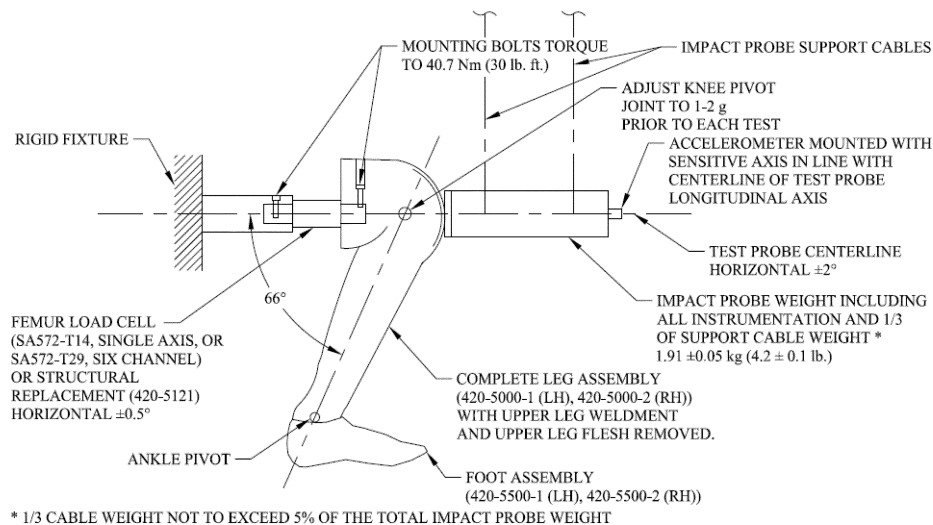 MOUNTING BOLTS TORQUE
TO 40.7 Nm (30 lb. ft.)
IMPACT PROBE SUPPORT CABLES
ADJUST KNEE PIVOT
JOINT TO 1-2 g
PRIOR TO EACH TEST
RIGID FIXTURE
ACCELEROMETER MOUNTED WITH
SENSITIVE AXIS IN LINE WITH
CENTERLINE OF TEST PROBE
LONGITUDINAL AXIS
TEST PROBE CENTERLINE
HORIZONTAL ±2°
66°
IMPACT PROBE WEIGHT INCLUDING
ALL INSTRUMENTATION AND 1/3
OF SUPPORT CABLE WEIGHT *
1.91 ±0.05 kg (4.2 ± 0.1 lb.)
FEMUR LOAD CELL
(SA572-T14, SINGLE AXIS, OR
SA572-T29, SIX CHANNEL)
OR STRUCTURAL
REPLACEMENT (420-5121)
HORIZONTAL ±0.5°
COMPLETE LEG ASSEMBLY
(420-5000-1 (LH), 420-5000-2 (RH))
WITH UPPER LEG WELDMENT
AND UPPER LEG FLESH REMOVED.
ANKLE PIVOT
FOOT ASSEMBLY
(420-5500-1 (LH), 420-5500-2 (RH))
* 1/3 CABLE WEIGHT NOT TO EXCEED 5% OF THE TOTAL IMPACT PROBE WEIGHT